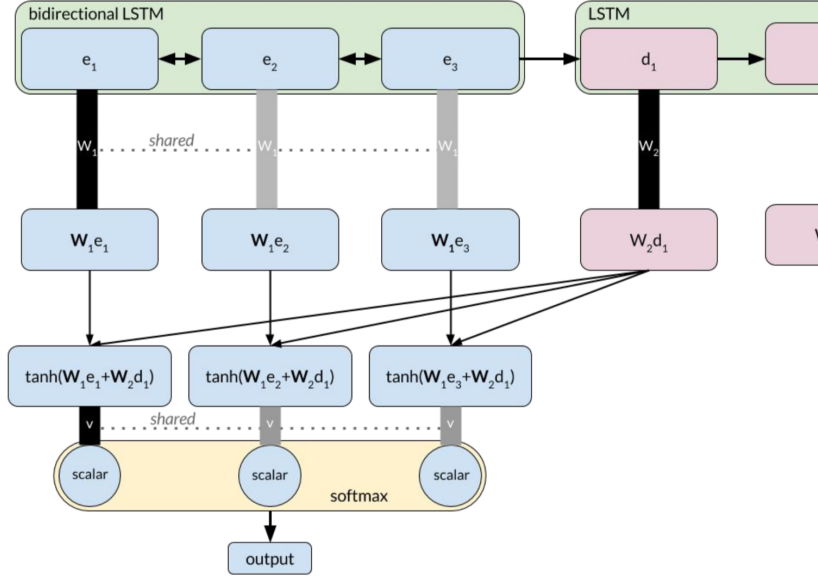 bidirectional LSTM LSTM
e₁ e₂ e₃ d₁
shared
W₁ W₁ W₁ W₂
W₁e₁ W₁e₂ W₁e₃ W₂d₁
tanh(W₁e₁+W₂d₁) tanh(W₁e₂+W₂d₁) tanh(W₁e₃+W₂d₁)
shared
v v v
scalar scalar scalar
softmax
output